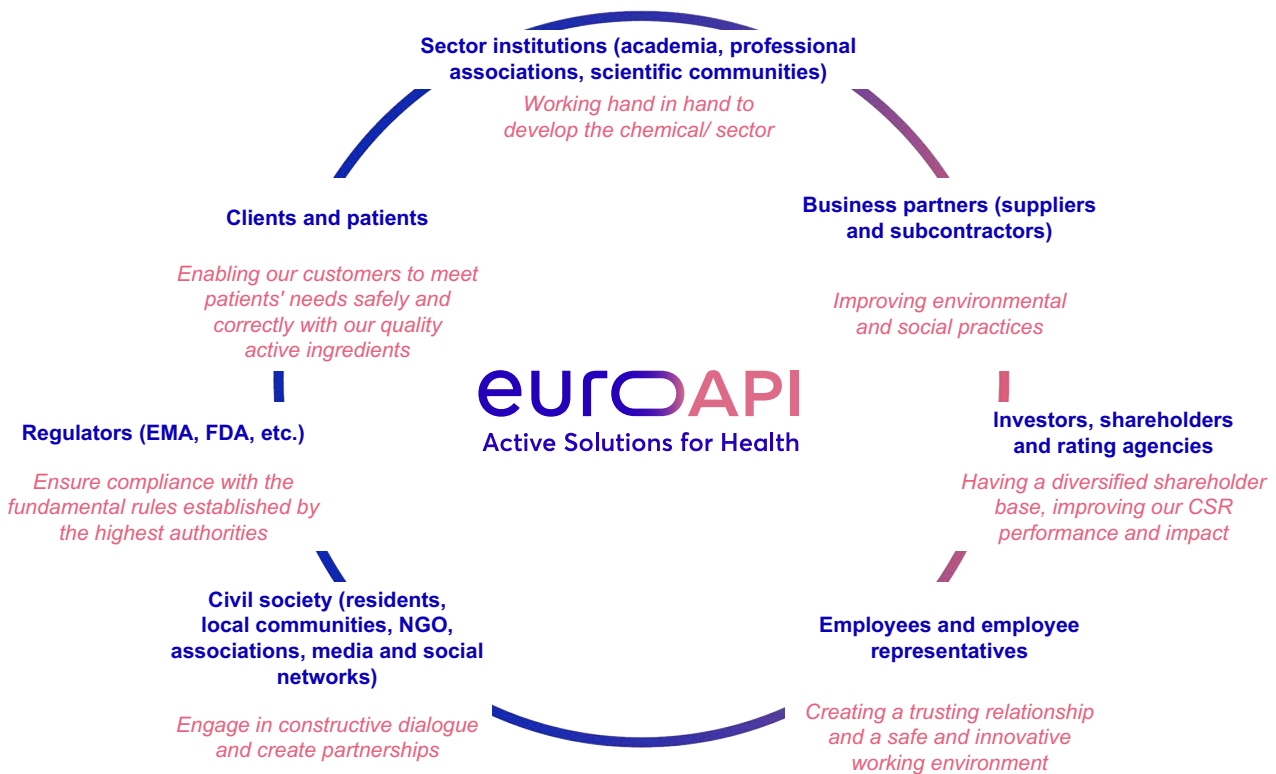 Sector institutions (academia, professional
associations, scientific communities)
Working hand in hand to
develop the chemical/ sector
Clients and patients
Enabling our customers to meet
patients' needs safely and
correctly with our quality
active ingredients
Business partners (suppliers
and subcontractors)
Improving environmental
and social practices
euroAPI
Active Solutions for Health
Regulators (EMA, FDA, etc.)
Ensure compliance with the
fundamental rules established by
the highest authorities
Investors, shareholders
and rating agencies
Having a diversified shareholder
base, improving our CSR
performance and impact
Civil society (residents,
local communities, NGO,
associations, media and social
networks)
Engage in constructive dialogue
and create partnerships
Employees and employee
representatives
Creating a trusting relationship
and a safe and innovative
working environment